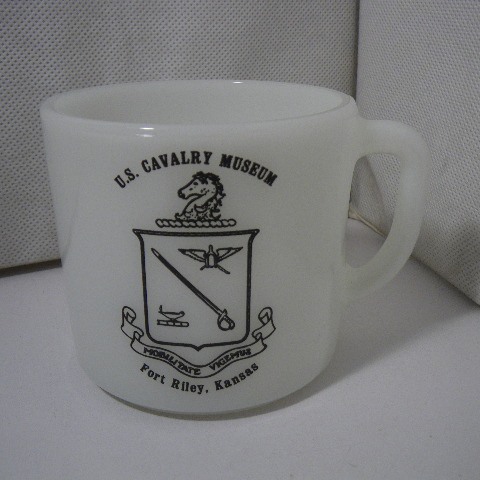 U.S. CAVALRY MUSEUM
MOBILITATE VIGEMUS
Fort Riley, Kansas